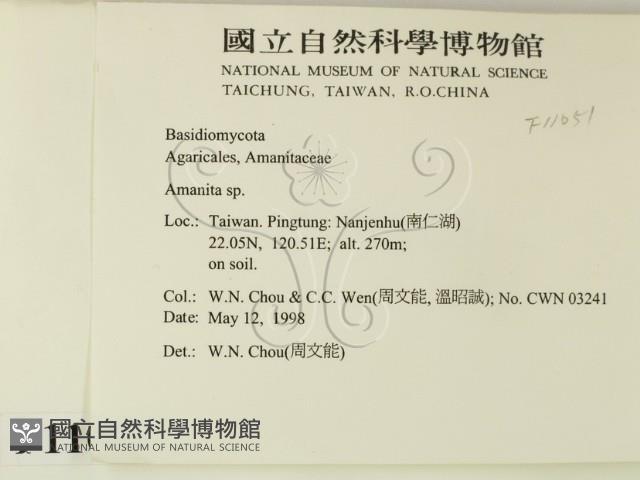 國立自然科學博物館
NATIONAL MUSEUM OF NATURAL SCIENCE
TAICHUNG, TAIWAN, R.O.CHINA
F11051
Basidiomycota
Agaricales, Amanitaceae
Amanita sp.
Loc.: Taiwan. Pingtung: Nanjenhu(南仁湖)
22.05N, 120.51E; alt. 270m;
on soil.
Col.: W.N. Chou & C.C. Wen(周文能, 溫昭誠); No. CWN 03241
Date: May 12, 1998
Det.: W.N. Chou(周文能)
國立自然科學博物館
NATIONAL MUSEUM OF NATURAL SCIENCE